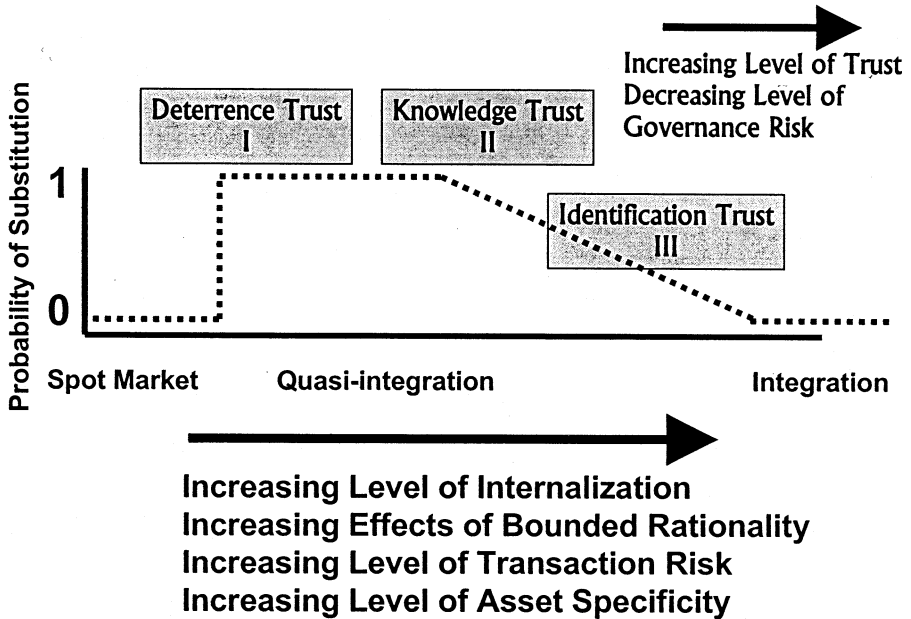 Increasing Level of Trust
Decreasing Level of
Governance Risk
Deterrence Trust
I
Knowledge Trust
II
Identification Trust
III
Probability of Substitution
1
0
Spot Market
Quasi-integration
Integration
Increasing Level of Internalization
Increasing Effects of Bounded Rationality
Increasing Level of Transaction Risk
Increasing Level of Asset Specificity